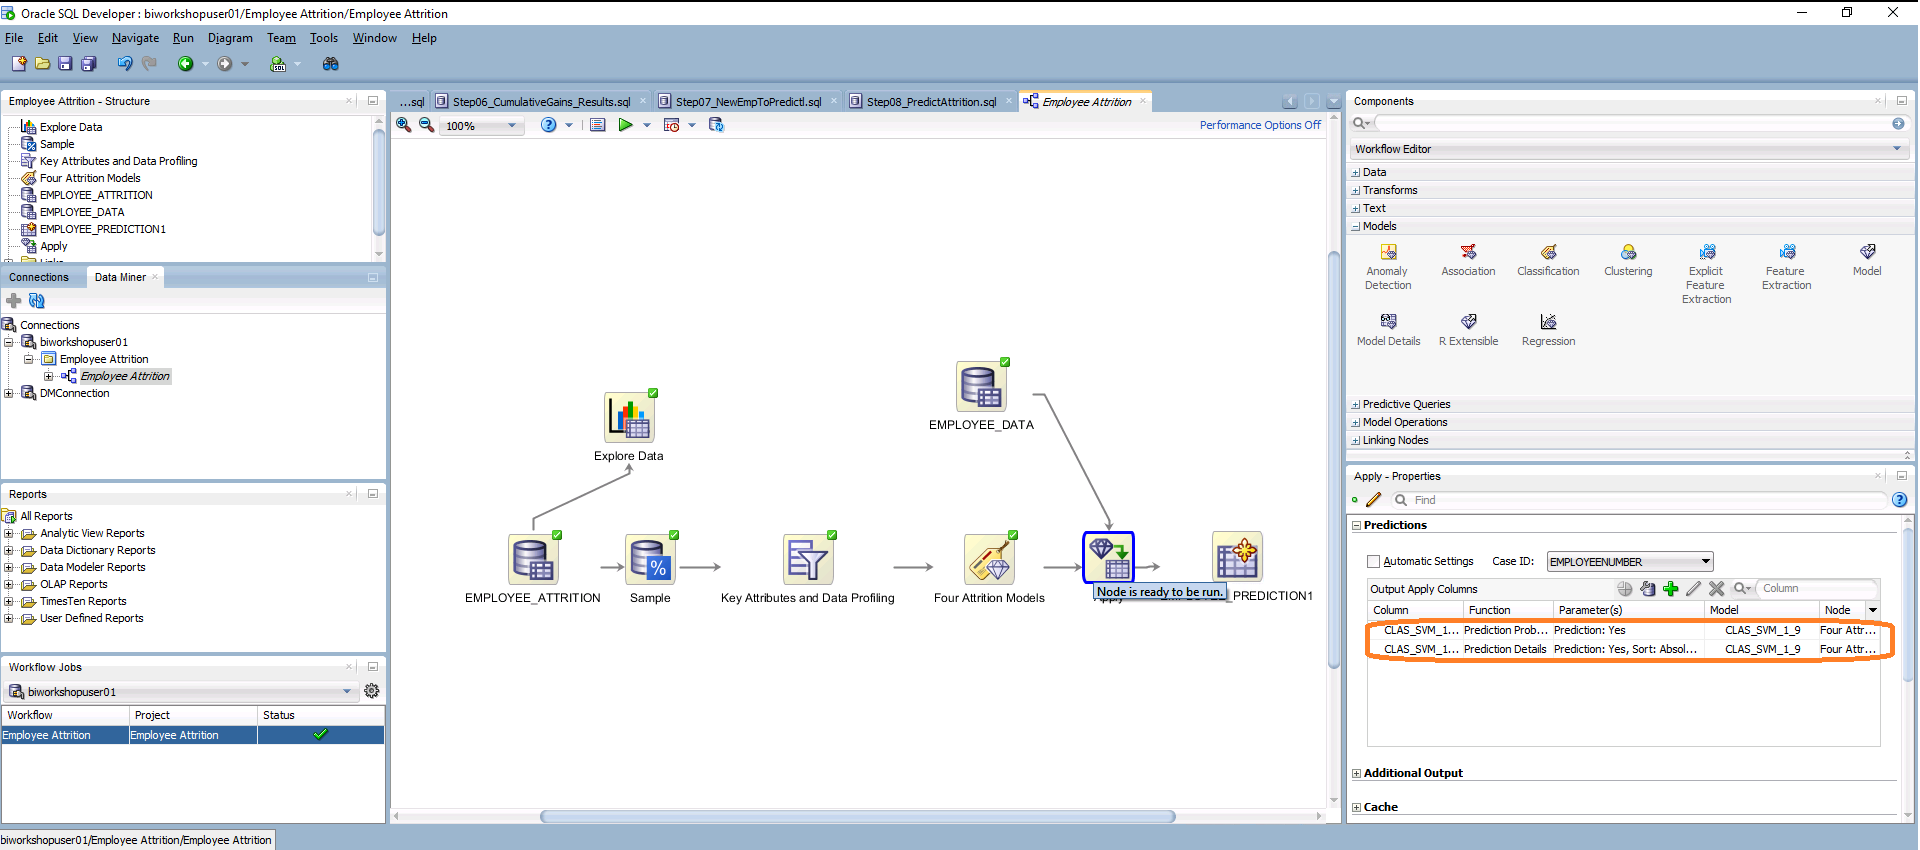 Oracle SQL Developer : biworkshopuser01/Employee Attrition/Employee Attrition
File Edit View Navigate Run Diagram Team Tools Window Help
Employee Attrition - Structure
Explore Data
Sample
Key Attributes and Data Profiling
Four Attrition Models
EMPLOYEE_ATTRITION
EMPLOYEE_DATA
EMPLOYEE_PREDICTION1
Apply
Connections Data Miner
Connections
biworkshopuser01
Employee Attrition
Employee Attrition
DMConnection
Reports
All Reports
Analytic View Reports
Data Dictionary Reports
Data Modeler Reports
OLAP Reports
TimesTen Reports
User Defined Reports
Workflow Jobs
biworkshopuser01
Workflow Project Status
Employee Attrition Employee Attrition
biworkshopuser01/Employee Attrition/Employee Attrition
...sql Step06_CumulativeGains_Results.sql Step07_NewEmpToPredictl.sql Step08_PredictAttrition.sql Employee Attrition
100% Performance Options Off
EMPLOYEE_DATA
Explore Data
EMPLOYEE_ATTRITION Sample Key Attributes and Data Profiling Four Attrition Models
Node is ready to be run. _PREDICTION1
Components
Workflow Editor
Data
Transforms
Text
Models
Anomaly Detection
Association
Classification
Clustering
Explicit Feature Extraction
Feature Extraction
Model
Model Details
R Extensible
Regression
Predictive Queries
Model Operations
Linking Nodes
Apply - Properties
Find
Predictions
Automatic Settings Case ID: EMPLOYEENUMBER
Output Apply Columns Column
Column Function Parameter(s) Model Node
CLAS_SVM_1... Prediction Prob... Prediction: Yes CLAS_SVM_1_9 Four Attr...
CLAS_SVM_1... Prediction Details Prediction: Yes, Sort: Absol... CLAS_SVM_1_9 Four Attr...
Additional Output
Cache